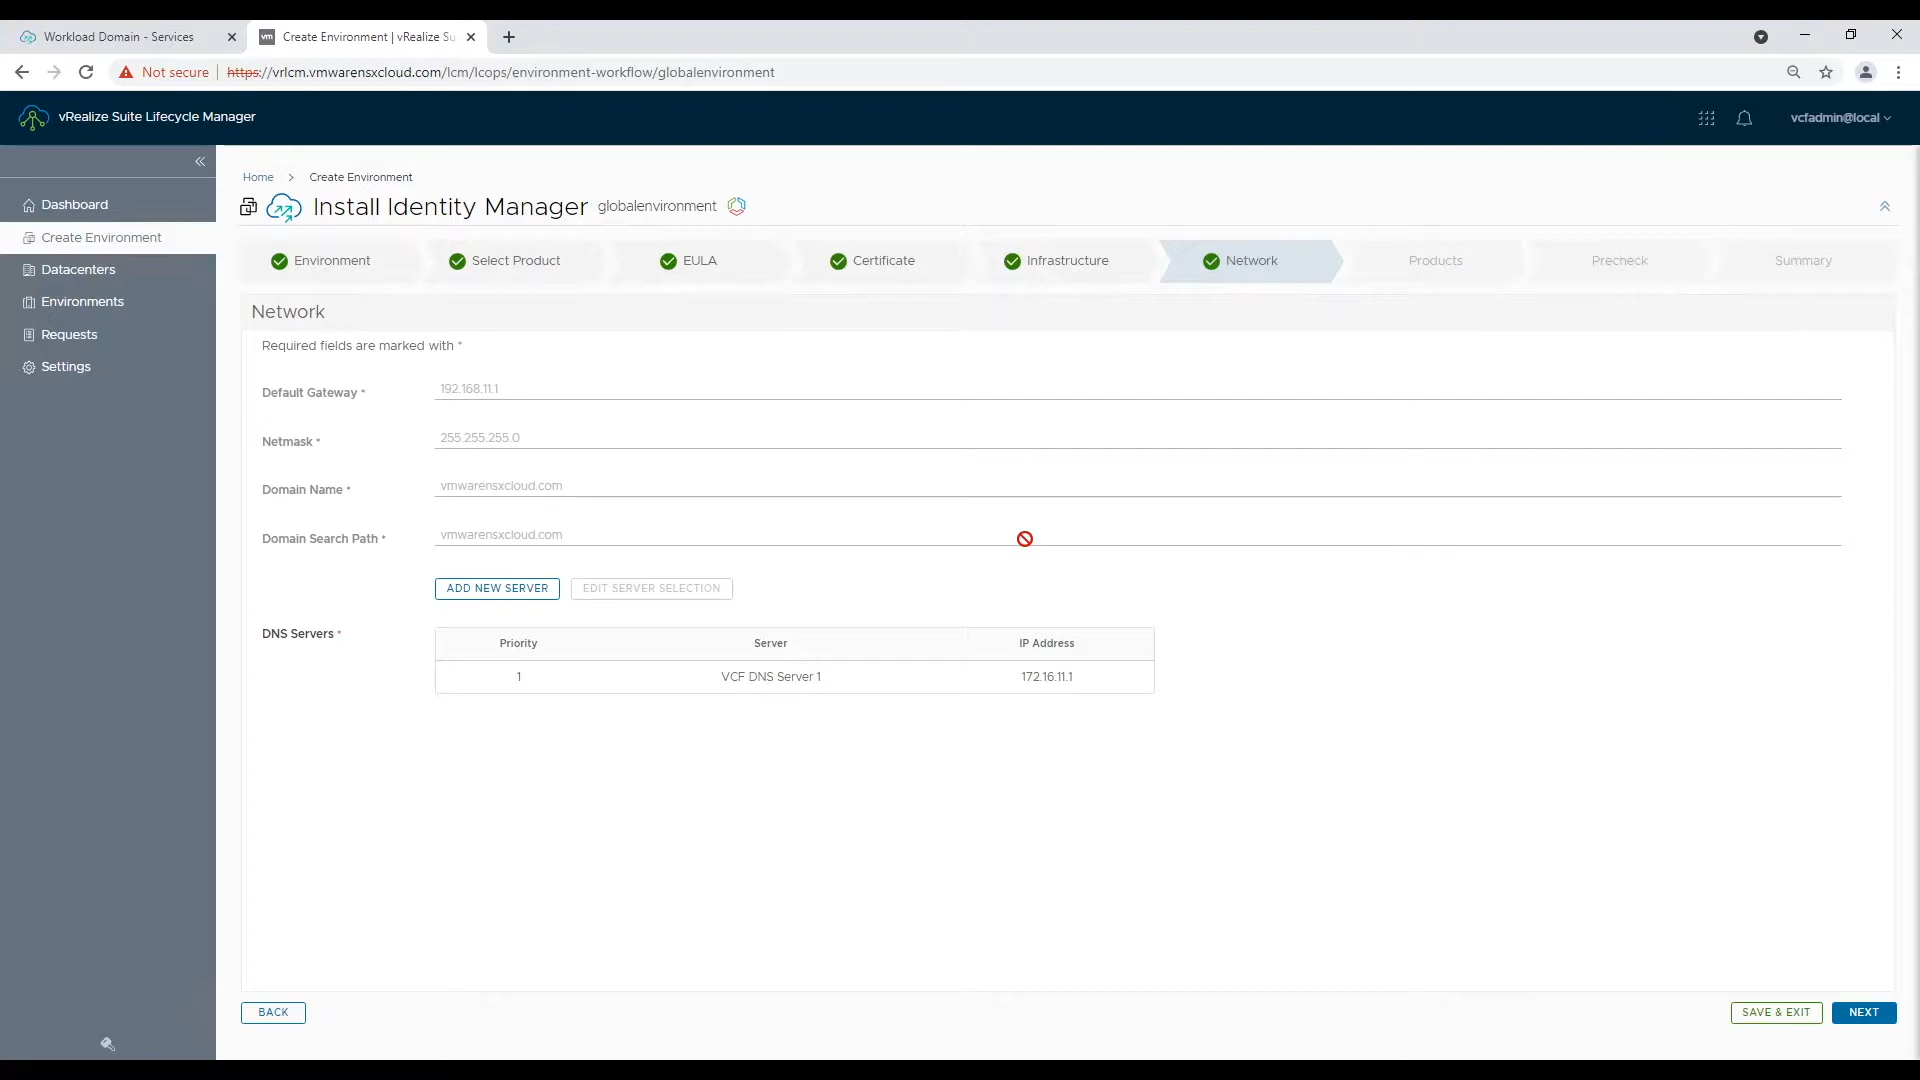 Workload Domain - Services
vm
Create Environment | vRealize Su
Not secure
https://vrlcm.vmwarensxcloud.com/lcm/lcops/environment-workflow/globalenvironment
vRealize Suite Lifecycle Manager
vcfadmin@local
Dashboard
Create Environment
Datacenters
Environments
Requests
Settings
Home > Create Environment
Install Identity Manager globalenvironment
Environment
Select Product
EULA
Certificate
Infrastructure
Network
Products
Precheck
Summary
Network
Required fields are marked with *
Default Gateway *
192.168.11.1
Netmask *
255.255.255.0
Domain Name *
vmwarensxcloud.com
Domain Search Path *
vmwarensxcloud.com
ADD NEW SERVER
EDIT SERVER SELECTION
DNS Servers *
Priority Server IP Address
1 VCF DNS Server 1 172.16.11.1
BACK
SAVE & EXIT
NEXT